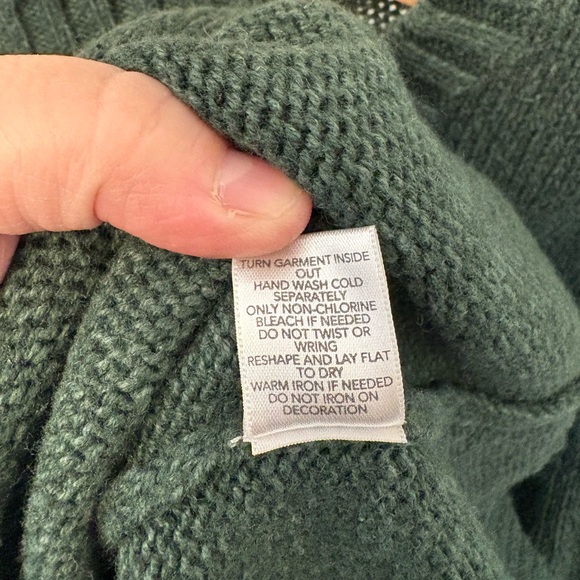 TURN GARMENT INSIDE
OUT
HAND WASH COLD
SEPARATELY
ONLY NON-CHLORINE
BLEACH IF NEEDED
DO NOT TWIST OR
WRING
RESHAPE AND LAY FLAT
TO DRY
WARM IRON IF NEEDED
DO NOT IRON ON
DECORATION